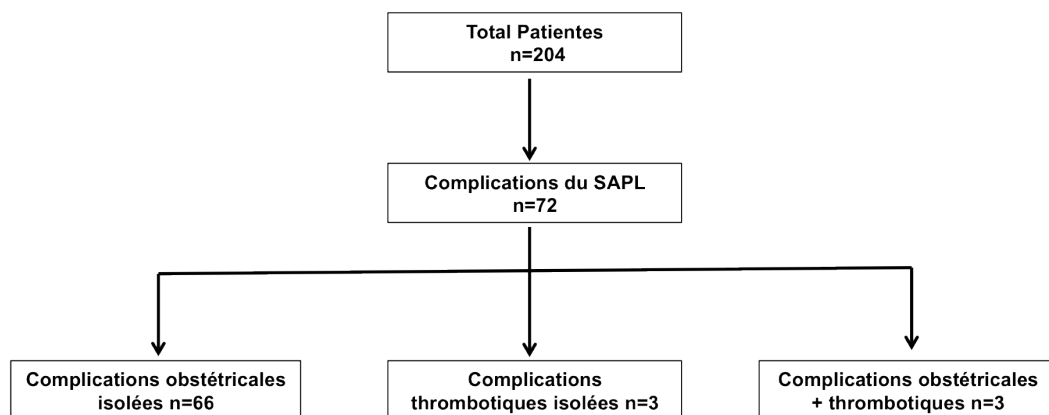 Total Patientes
n=204
Complications du SAPL
n=72
Complications obstétricales
isolées n=66
Complications
thrombotiques isolées n=3
Complications obstétricales
+ thrombotiques n=3